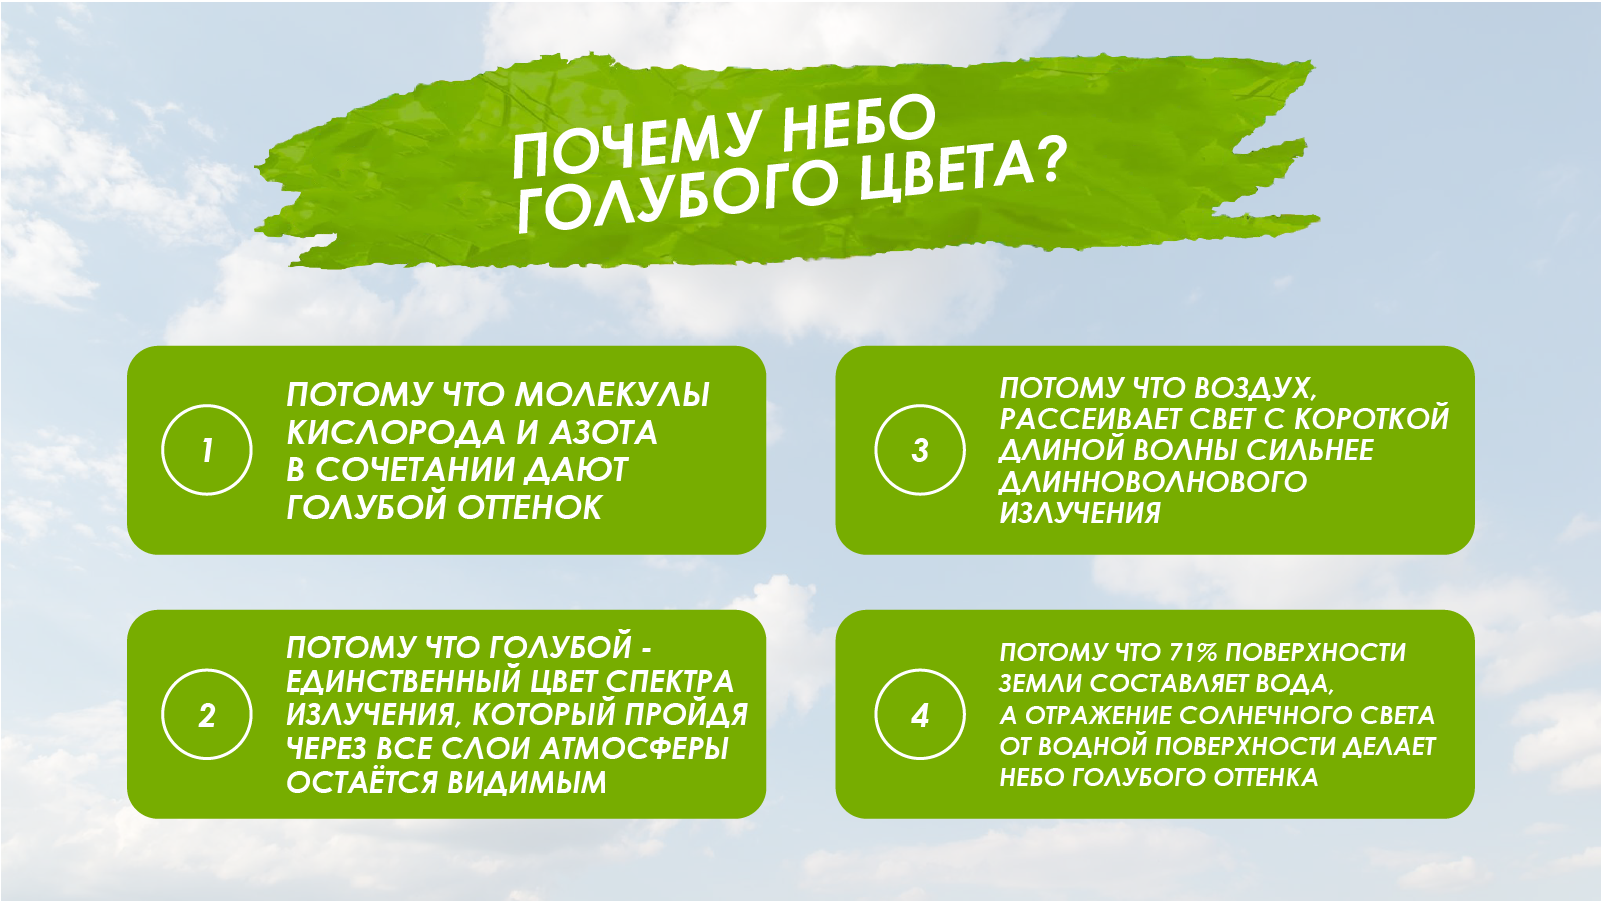 ПОЧЕМУ НЕБО
ГОЛУБОГО ЦВЕТА?
1
ПОТОМУ ЧТО МОЛЕКУЛЫ
КИСЛОРОДА И АЗОТА
В СОЧЕТАНИИ ДАЮТ
ГОЛУБОЙ ОТТЕНОК
2
ПОТОМУ ЧТО ГОЛУБОЙ -
ЕДИНСТВЕННЫЙ ЦВЕТ СПЕКТРА
ИЗЛУЧЕНИЯ, КОТОРЫЙ ПРОЙДЯ
ЧЕРЕЗ ВСЕ СЛОИ АТМОСФЕРЫ
ОСТАЁТСЯ ВИДИМЫМ
3
ПОТОМУ ЧТО ВОЗДУХ,
РАССЕИВАЕТ СВЕТ С КОРОТКОЙ
ДЛИНОЙ ВОЛНЫ СИЛЬНЕЕ
ДЛИННОВОЛНОВОГО
ИЗЛУЧЕНИЯ
4
ПОТОМУ ЧТО 71% ПОВЕРХНОСТИ
ЗЕМЛИ СОСТАВЛЯЕТ ВОДА,
А ОТРАЖЕНИЕ СОЛНЕЧНОГО СВЕТА
ОТ ВОДНОЙ ПОВЕРХНОСТИ ДЕЛАЕТ
НЕБО ГОЛУБОГО ОТТЕНКА